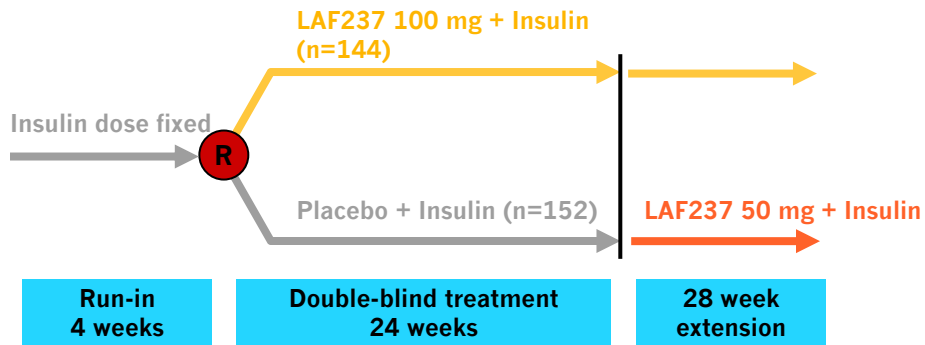 LAF237 100 mg + Insulin
(n=144)
Insulin dose fixed
R
Placebo + Insulin (n=152)
LAF237 50 mg + Insulin
Run-in
4 weeks
Double-blind treatment
24 weeks
28 week
extension